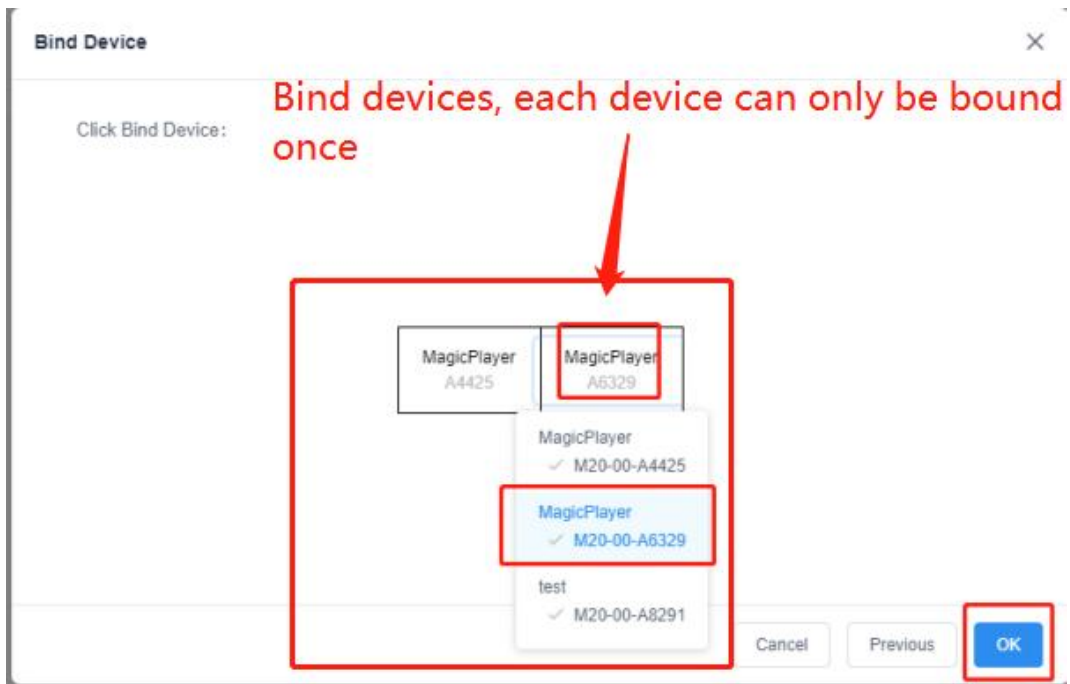 Bind Device
Bind devices, each device can only be bound
Click Bind Device:
once
MagicPlayer
A4425
MagicPlayer
A6329
MagicPlayer
M20-00-A4425
MagicPlayer
M20-00-A6329
test
M20-00-A8291
Cancel
Previous
OK